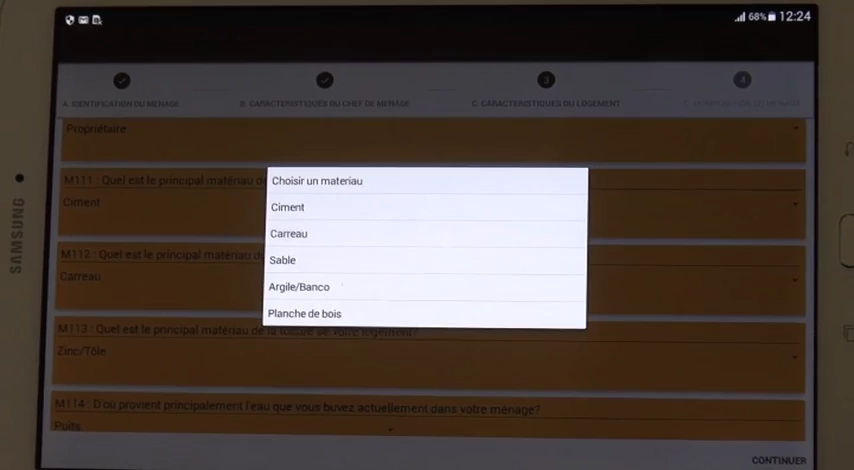 68% 12:24
3
4
A. IDENTIFICATION DU MENAGE
B. CARACTERISTIQUES DU CHEF DE MENAGE
C. CARACTERISTIQUES DU LOGEMENT
Propriétaire
M111 : Quel est le principal matériau
Ciment
M112 : Quel est le principal matériau
Carreau
M113 : Quel est le principal matériau de la toiture de votre logement?
Zinc/Tôle
M114 : D'où provient principalement l'eau que vous buvez actuellement dans votre ménage?
Puits
Choisir un materiau
Ciment
Carreau
Sable
Argile/Banco
Planche de bois
CONTINUER
SAMSUNG